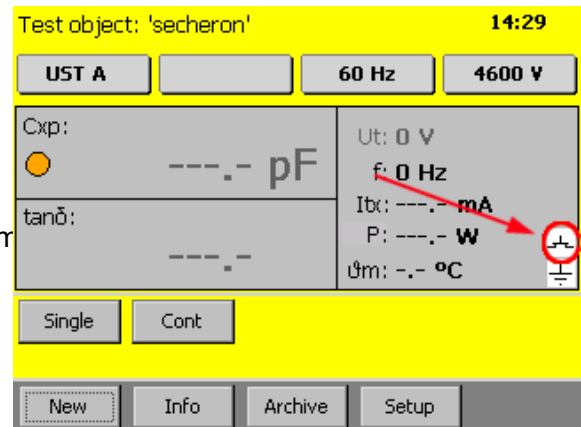 Test object: 'secheron' 14:29
UST A 60 Hz 4600 V
Cxp:
---.- pF
tanδ:
---.-
Ut: 0 V
f: 0 Hz
Itx: ---.- mA
P: ---.- W
ϑm: -.- ºC
m
Single Cont
New Info Archive Setup